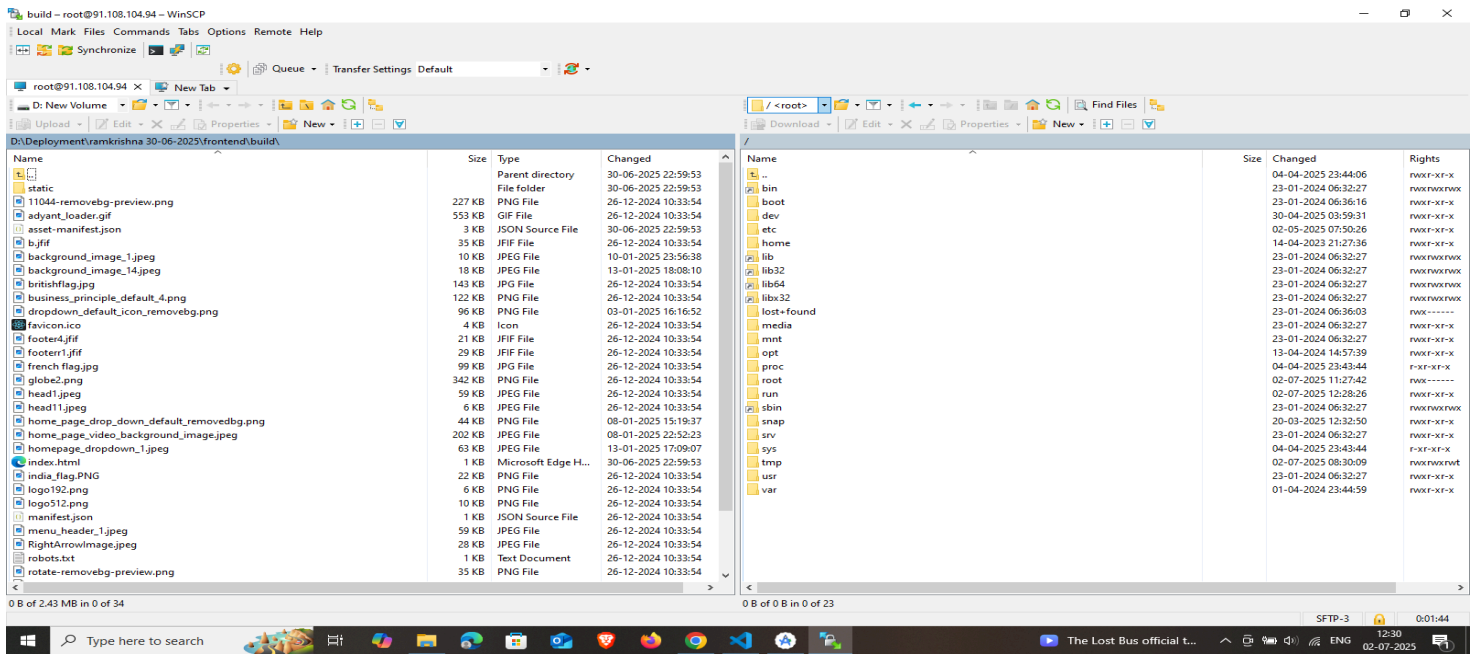 build – root@91.108.104.94 – WinSCP
Local Mark Files Commands Tabs Options Remote Help
Synchronize
Queue Transfer Settings Default
root@91.108.104.94 × New Tab
D: New Volume / <root> Find Files
Upload Edit Properties New Download Edit Properties New
D:\Deployment\ramkrishna 30-06-2025\frontend\build\ /
Name Size Type Changed Name Size Changed Rights
.. Parent directory 30-06-2025 22:59:53 .. 04-04-2025 23:44:06 rwxr-xr-x
static File folder 30-06-2025 22:59:53 bin 23-01-2024 06:32:27 rwxrwxrwx
11044-removebg-preview.png 227 KB PNG File 26-12-2024 10:33:54 boot 23-01-2024 06:36:16 rwxr-xr-x
adyant_loader.gif 553 KB GIF File 26-12-2024 10:33:54 dev 30-04-2025 03:59:31 rwxr-xr-x
asset-manifest.json 3 KB JSON Source File 30-06-2025 22:59:53 etc 02-05-2025 07:50:26 rwxr-xr-x
b.jfif 35 KB JFIF File 26-12-2024 10:33:54 home 14-04-2023 21:27:36 rwxr-xr-x
background_image_1.jpeg 10 KB JPEG File 10-01-2025 23:56:38 lib 23-01-2024 06:32:27 rwxrwxrwx
background_image_14.jpeg 18 KB JPEG File 13-01-2025 18:08:10 lib32 23-01-2024 06:32:27 rwxrwxrwx
britishflag.jpg 143 KB JPG File 26-12-2024 10:33:54 lib64 23-01-2024 06:32:27 rwxrwxrwx
business_principle_default_4.png 122 KB PNG File 26-12-2024 10:33:54 libx32 23-01-2024 06:32:27 rwxrwxrwx
dropdown_default_icon_removebg.png 96 KB PNG File 03-01-2025 16:16:52 lost+found 23-01-2024 06:36:03 rwx------
favicon.ico 4 KB Icon 26-12-2024 10:33:54 media 23-01-2024 06:32:27 rwxr-xr-x
footer4.jfif 21 KB JFIF File 26-12-2024 10:33:54 mnt 23-01-2024 06:32:27 rwxr-xr-x
footerr1.jfif 29 KB JFIF File 26-12-2024 10:33:54 opt 13-04-2024 14:57:39 rwxr-xr-x
french flag.jpg 99 KB JPG File 26-12-2024 10:33:54 proc 04-04-2025 23:43:44 r-xr-xr-x
globe2.png 342 KB PNG File 26-12-2024 10:33:54 root 02-07-2025 11:27:42 rwx------
head1.jpeg 59 KB JPEG File 26-12-2024 10:33:54 run 02-07-2025 12:28:26 rwxr-xr-x
head11.jpeg 6 KB JPEG File 26-12-2024 10:33:54 sbin 23-01-2024 06:32:27 rwxrwxrwx
home_page_drop_down_default_removedbg.png 44 KB PNG File 08-01-2025 15:19:37 snap 20-03-2025 12:32:50 rwxr-xr-x
home_page_video_background_image.jpeg 202 KB JPEG File 08-01-2025 22:52:23 srv 23-01-2024 06:32:27 rwxr-xr-x
homepage_dropdown_1.jpeg 63 KB JPEG File 13-01-2025 17:09:07 sys 04-04-2025 23:43:44 r-xr-xr-x
index.html 1 KB Microsoft Edge H... 30-06-2025 22:59:53 tmp 02-07-2025 08:30:09 rwxrwxrwt
india_flag.PNG 22 KB PNG File 26-12-2024 10:33:54 usr 23-01-2024 06:32:27 rwxr-xr-x
logo192.png 6 KB PNG File 26-12-2024 10:33:54 var 01-04-2024 23:44:59 rwxr-xr-x
logo512.png 10 KB PNG File 26-12-2024 10:33:54
manifest.json 1 KB JSON Source File 26-12-2024 10:33:54
menu_header_1.jpeg 59 KB JPEG File 26-12-2024 10:33:54
RightArrowImage.jpeg 28 KB JPEG File 26-12-2024 10:33:54
robots.txt 1 KB Text Document 26-12-2024 10:33:54
rotate-removebg-preview.png 35 KB PNG File 26-12-2024 10:33:54
0 B of 2.43 MB in 0 of 34 0 B of 0 B in 0 of 23
SFTP-3 0:01:44
Type here to search The Lost Bus official t... ENG 12:30
02-07-2025 1